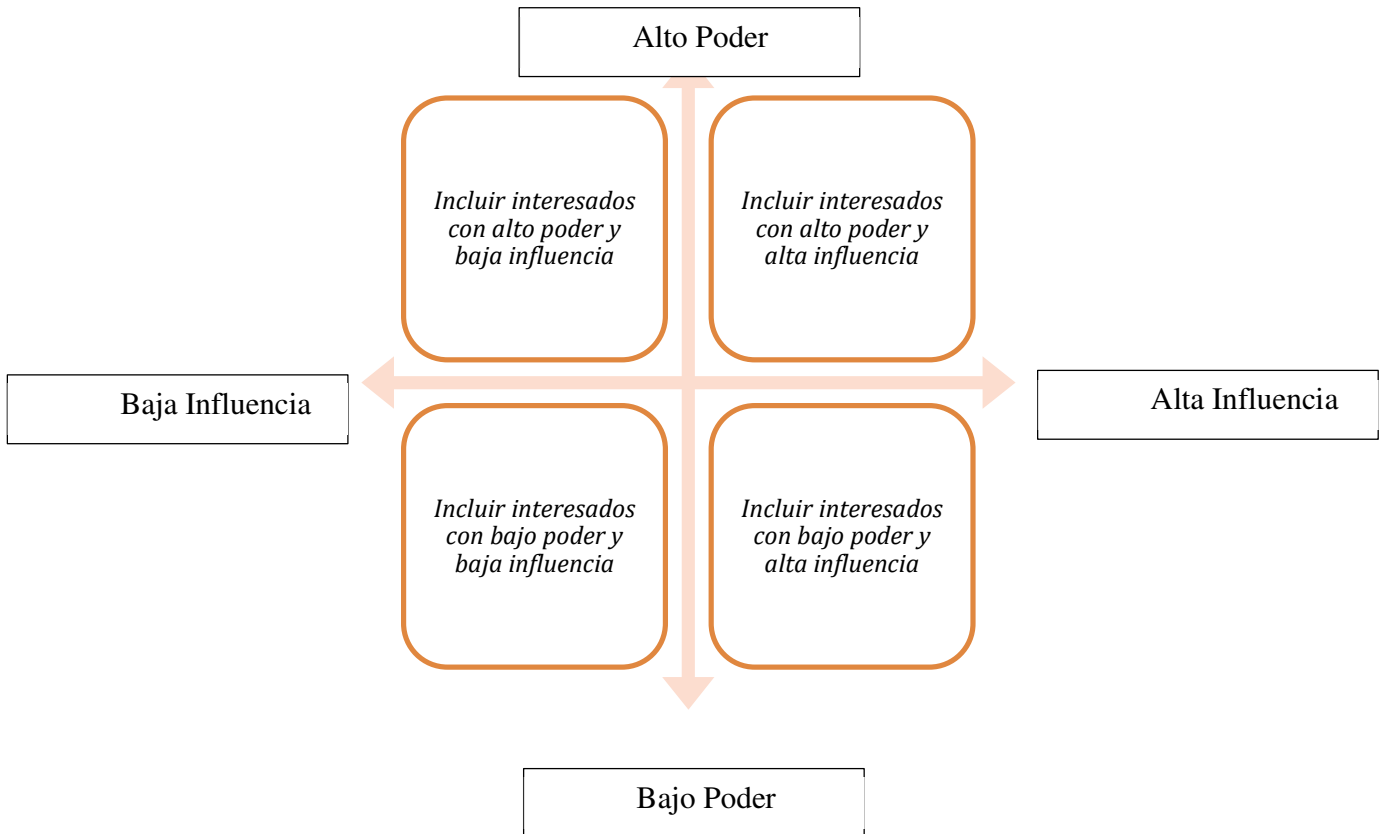 Alto Poder
Incluir interesados
con alto poder y
baja influencia
Incluir interesados
con alto poder y
alta influencia
Baja Influencia
Alta Influencia
Incluir interesados
con bajo poder y
baja influencia
Incluir interesados
con bajo poder y
alta influencia
Bajo Poder